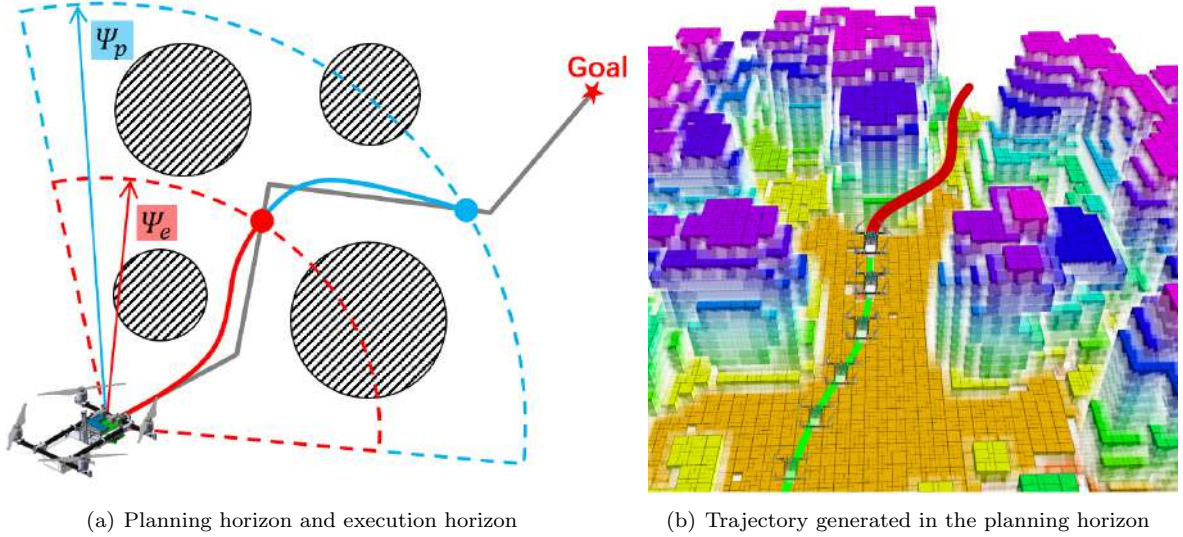 Ψp
Goal
Ψe
(a) Planning horizon and execution horizon
(b) Trajectory generated in the planning horizon